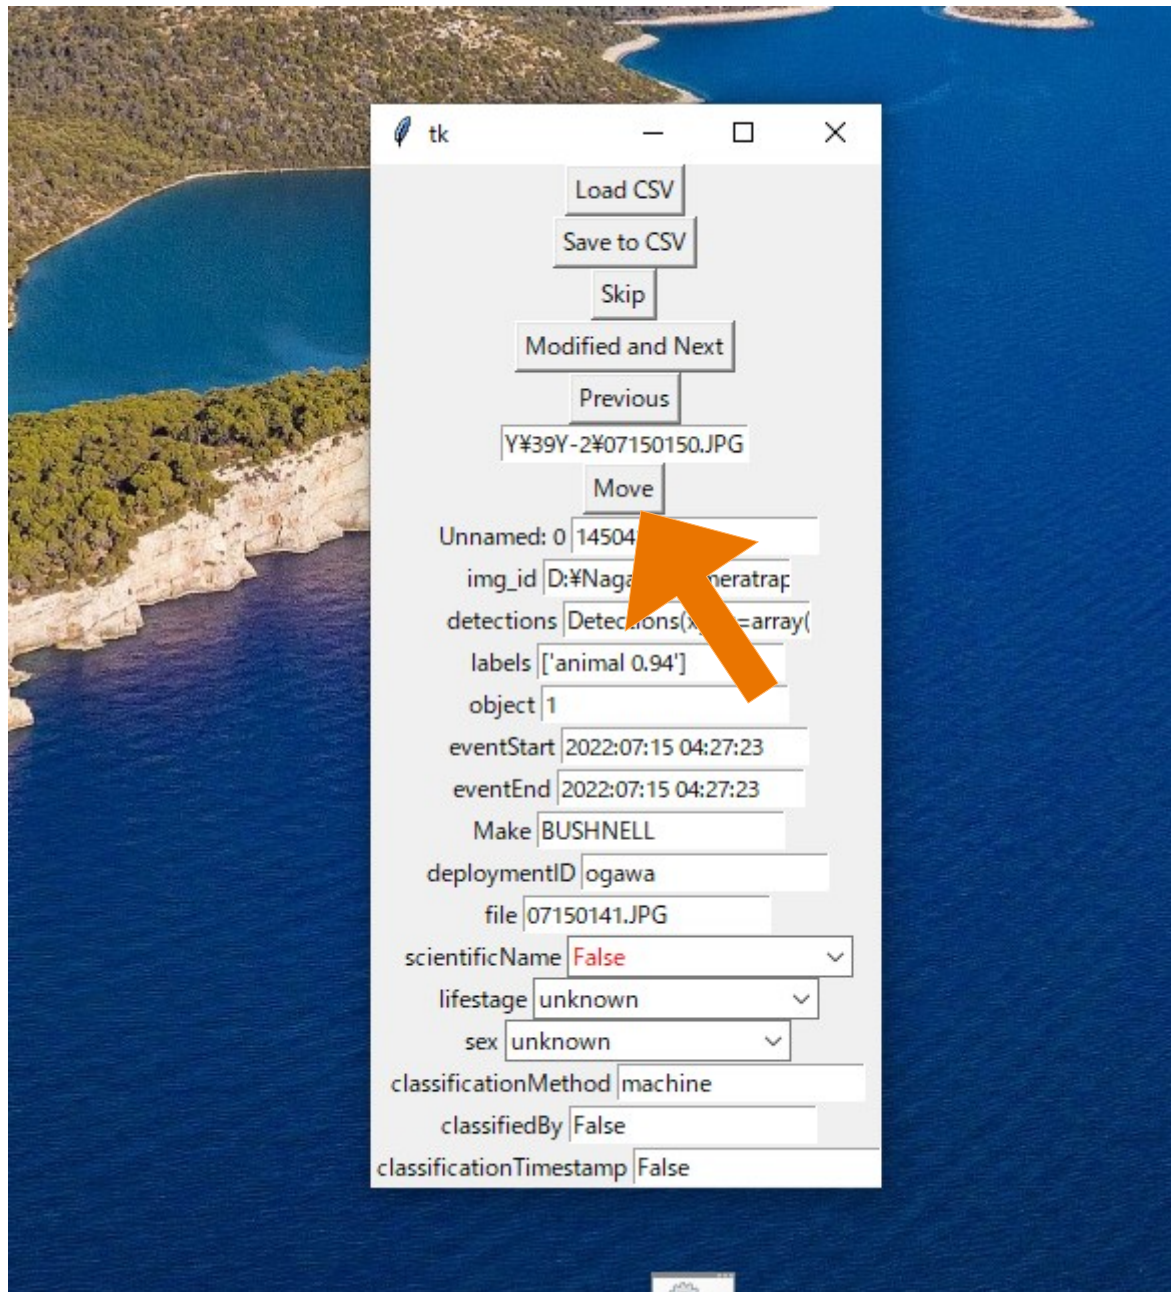 tk
Load CSV
Save to CSV
Skip
Modified and Next
Previous
Y¥39Y-2¥07150150.JPG
Move
Unnamed: 0
img_id D:¥Naga
detections
labels ['animal 0.94']
object 1
eventStart 2022:07:15 04:27:23
eventEnd 2022:07:15 04:27:23
Make BUSHNELL
deploymentID ogawa
file 07150141.JPG
scientificName False
lifestage unknown
sex unknown
classificationMethod machine
classifiedBy False
classificationTimestamp False